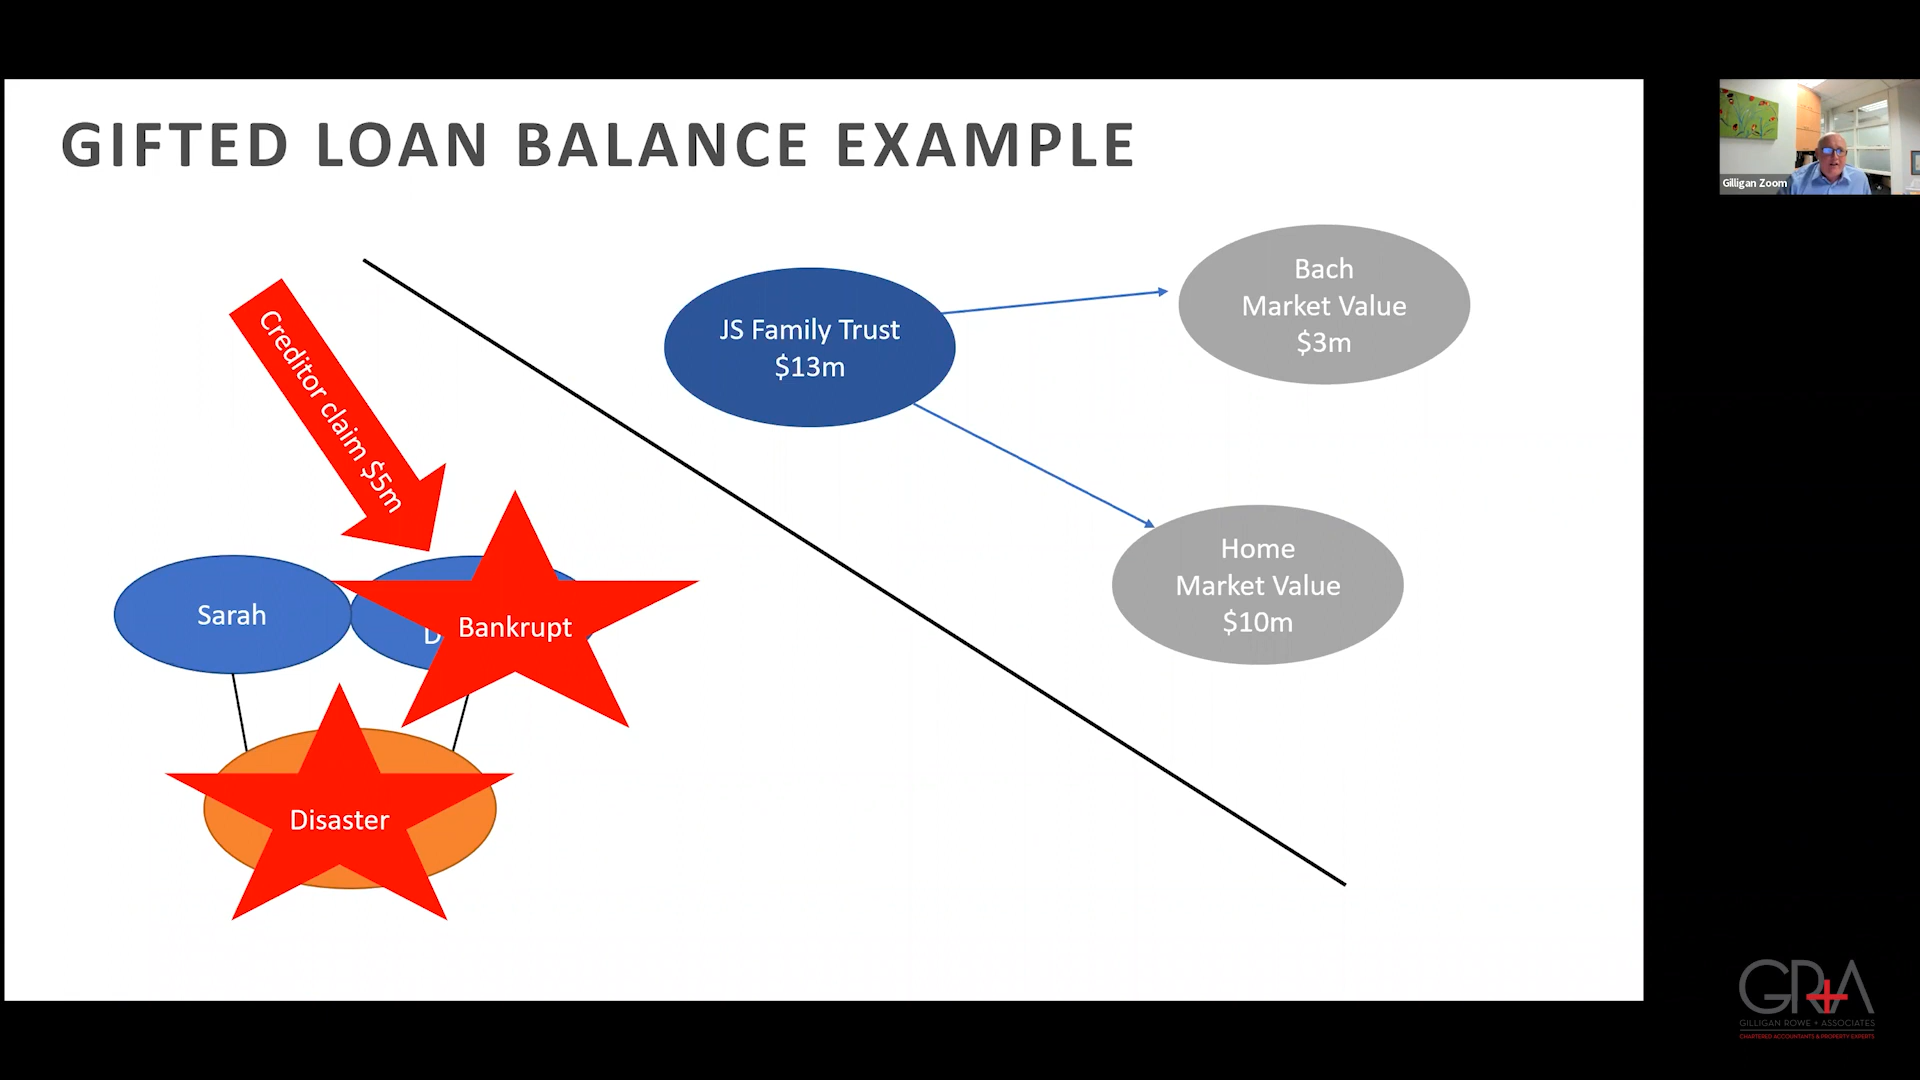 GIFTED LOAN BALANCE EXAMPLE
Gilligan Zoom
Bach
Market Value
$3m
JS Family Trust
$13m
Creditor claim $5m
Home
Market Value
$10m
Sarah
D
Bankrupt
Disaster
GR+A
GILLIGAN ROWE + ASSOCIATES
CHARTERED ACCOUNTANTS & PROPERTY EXPERTS